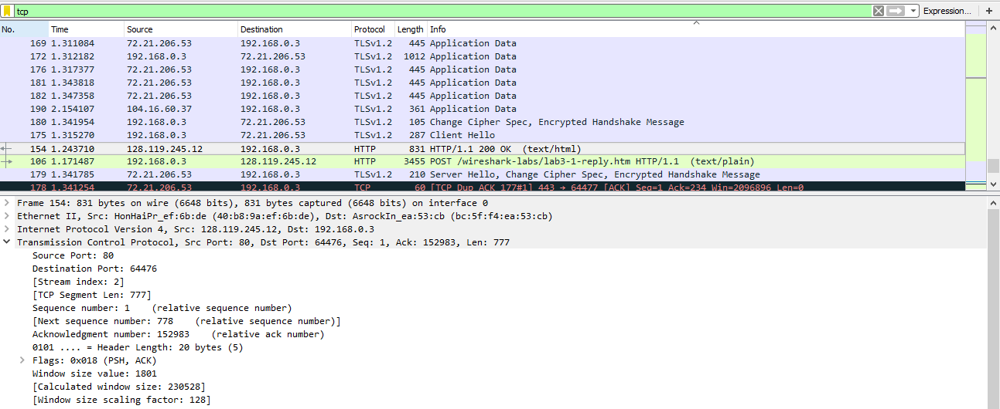 tcp Expression... +
No. Time Source Destination Protocol Length Info
169 1.311084 72.21.206.53 192.168.0.3 TLSv1.2 445 Application Data
172 1.312182 192.168.0.3 72.21.206.53 TLSv1.2 1012 Application Data
176 1.317377 72.21.206.53 192.168.0.3 TLSv1.2 445 Application Data
181 1.343818 72.21.206.53 192.168.0.3 TLSv1.2 445 Application Data
182 1.347358 72.21.206.53 192.168.0.3 TLSv1.2 445 Application Data
190 2.154107 104.16.60.37 192.168.0.3 TLSv1.2 361 Application Data
180 1.341954 192.168.0.3 72.21.206.53 TLSv1.2 105 Change Cipher Spec, Encrypted Handshake Message
175 1.315270 192.168.0.3 72.21.206.53 TLSv1.2 287 Client Hello
154 1.243710 128.119.245.12 192.168.0.3 HTTP 831 HTTP/1.1 200 OK (text/html)
106 1.171487 192.168.0.3 128.119.245.12 HTTP 3455 POST /wireshark-labs/lab3-1-reply.htm HTTP/1.1 (text/plain)
179 1.341785 72.21.206.53 192.168.0.3 TLSv1.2 210 Server Hello, Change Cipher Spec, Encrypted Handshake Message
178 1.341254 72.21.206.53 192.168.0.3 TCP 60 [TCP Dup ACK 177#1] 443 → 64477 [ACK] Seq=1 Ack=234 Win=2096896 Len=0
Frame 154: 831 bytes on wire (6648 bits), 831 bytes captured (6648 bits) on interface 0
Ethernet II, Src: HonHaiPr_ef:6b:de (40:b8:9a:ef:6b:de), Dst: AsrockIn_ea:53:cb (bc:5f:f4:ea:53:cb)
Internet Protocol Version 4, Src: 128.119.245.12, Dst: 192.168.0.3
Transmission Control Protocol, Src Port: 80, Dst Port: 64476, Seq: 1, Ack: 152983, Len: 777
Source Port: 80
Destination Port: 64476
[Stream index: 2]
[TCP Segment Len: 777]
Sequence number: 1 (relative sequence number)
[Next sequence number: 778 (relative sequence number)]
Acknowledgment number: 152983 (relative ack number)
0101 .... = Header Length: 20 bytes (5)
Flags: 0x018 (PSH, ACK)
Window size value: 1801
[Calculated window size: 230528]
[Window size scaling factor: 128]